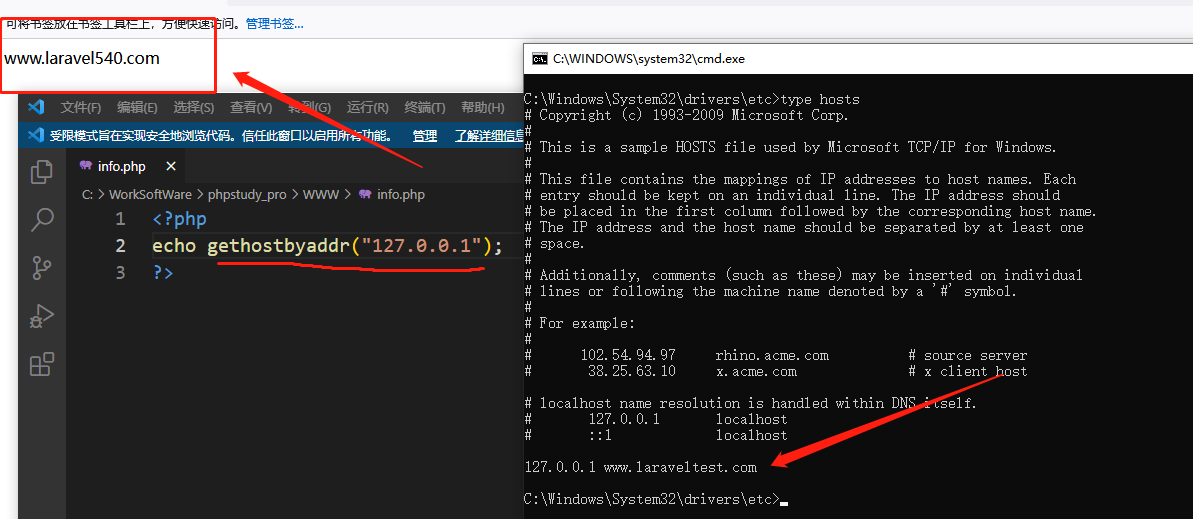 可将书签放在书签工具栏上，方便快速访问。管理书签...
www.laravel540.com
文件(F) 编辑(E) 选择(S) 查看(V) 转到(G) 运行(R) 终端(T) 帮助(H)
受限模式旨在实现安全地浏览代码。信任此窗口以启用所有功能。 管理 了解详细信息
info.php
C: > WorkSoftWare > phpstudy_pro > WWW > info.php
1 <?php
2 echo gethostbyaddr("127.0.0.1");
3 ?>
C:\WINDOWS\system32\cmd.exe
C:\Windows\System32\drivers\etc>type hosts
# Copyright (c) 1993-2009 Microsoft Corp.
#
# This is a sample HOSTS file used by Microsoft TCP/IP for Windows.
#
# This file contains the mappings of IP addresses to host names. Each
# entry should be kept on an individual line. The IP address should
# be placed in the first column followed by the corresponding host name.
# The IP address and the host name should be separated by at least one
# space.
#
# Additionally, comments (such as these) may be inserted on individual
# lines or following the machine name denoted by a '#' symbol.
#
# For example:
#
# 102.54.94.97 rhino.acme.com # source server
# 38.25.63.10 x.acme.com # x client host
# localhost name resolution is handled within DNS itself.
# 127.0.0.1 localhost
# ::1 localhost
127.0.0.1 www.laraveltest.com
C:\Windows\System32\drivers\etc>